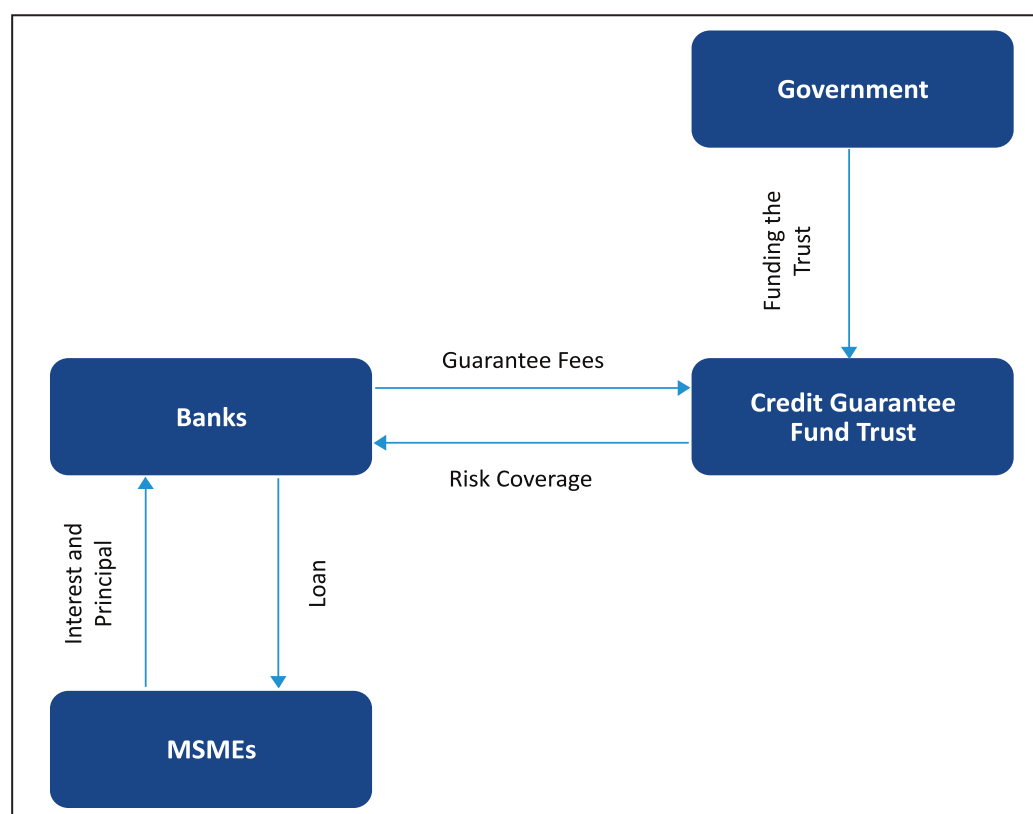 Government
Funding the
Trust
Guarantee Fees
Banks
Credit Guarantee
Fund Trust
Risk Coverage
Interest and
Principal
Loan
MSMEs